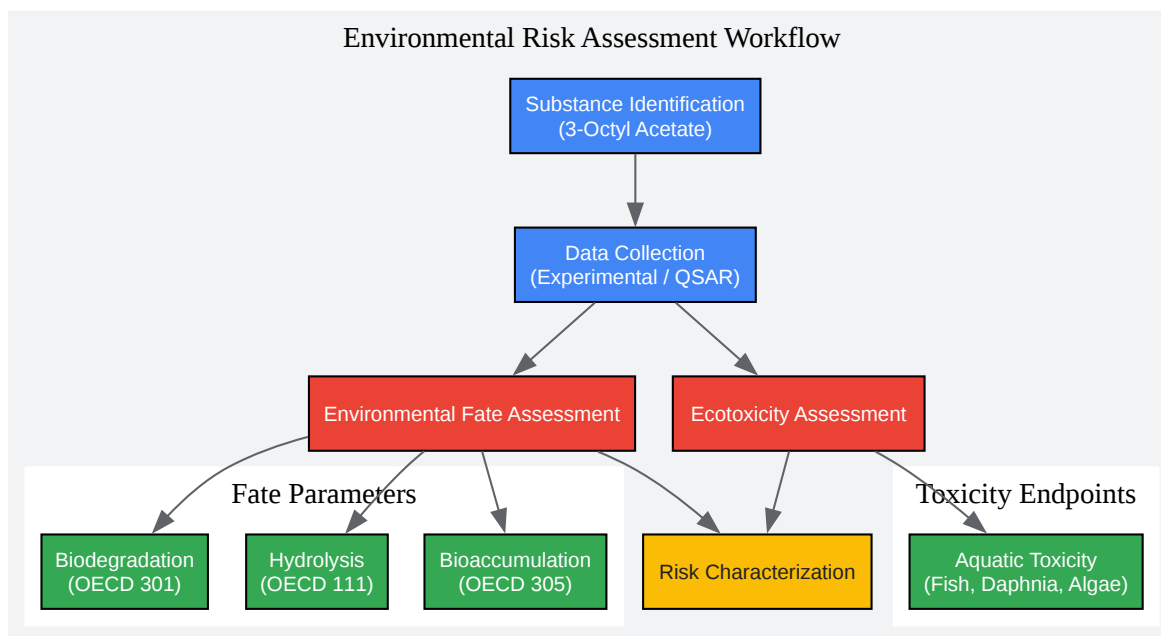 Environmental Risk Assessment Workflow
Substance Identification
(3-Octyl Acetate)
Data Collection
(Experimental / QSAR)
Environmental Fate Assessment
Ecotoxicity Assessment
Fate Parameters
Toxicity Endpoints
Biodegradation
(OECD 301)
Hydrolysis
(OECD 111)
Bioaccumulation
(OECD 305)
Risk Characterization
Aquatic Toxicity
(Fish, Daphnia, Algae)